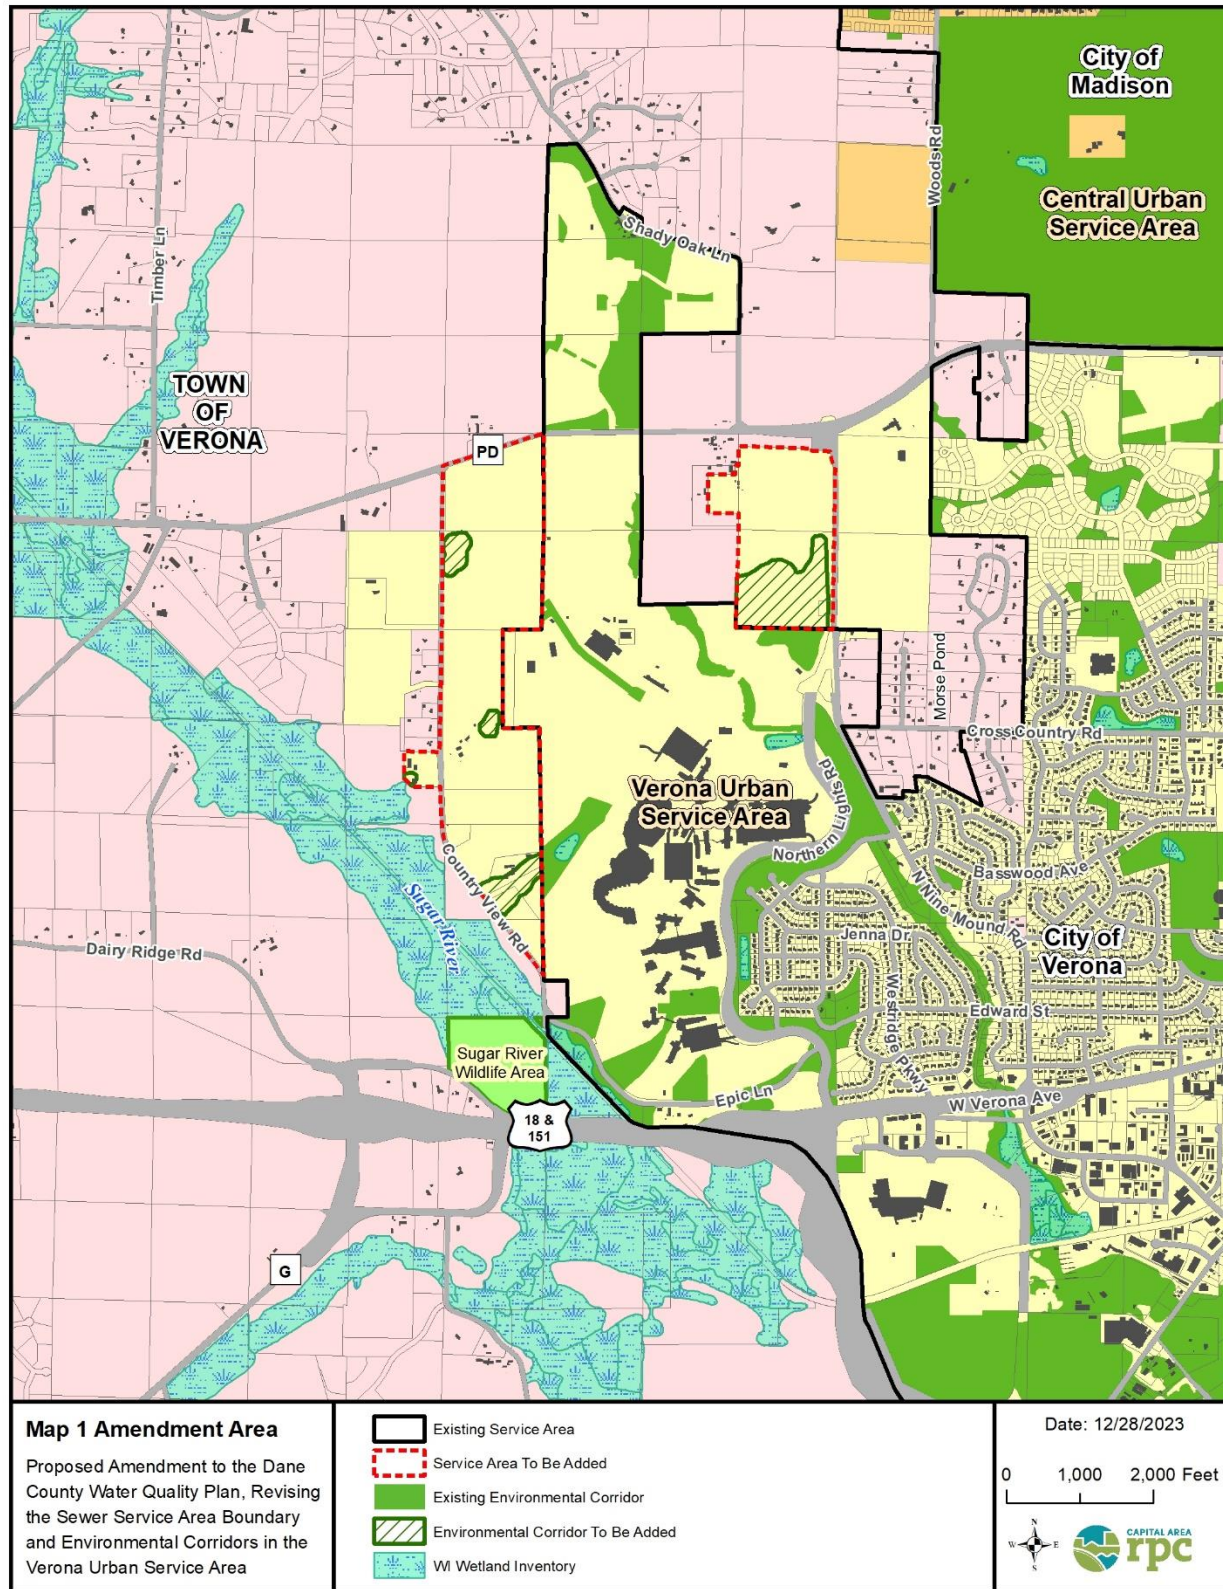 City of
Madison
Woods Rd
Central Urban
Service Area
Shady Oak Ln
Timber Ln
TOWN
OF
VERONA
PD
Morse Pond
Cross Country Rd
Verona Urban
Service Area
Northern Lights Rd
Basswood Ave
N Nine Mound Rd
Country View Rd
Sugar River
Jenna Dr
City of
Verona
Dairy Ridge Rd
Westridge Pkwy
Edward St
Sugar River
Wildlife Area
Epic Ln
W Verona Ave
18 &
151
G
Map 1 Amendment Area
Proposed Amendment to the Dane
County Water Quality Plan, Revising
the Sewer Service Area Boundary
and Environmental Corridors in the
Verona Urban Service Area
Existing Service Area
Service Area To Be Added
Existing Environmental Corridor
Environmental Corridor To Be Added
WI Wetland Inventory
Date: 12/28/2023
0 1,000 2,000 Feet
N
W E
S
CAPITAL AREA
rpc